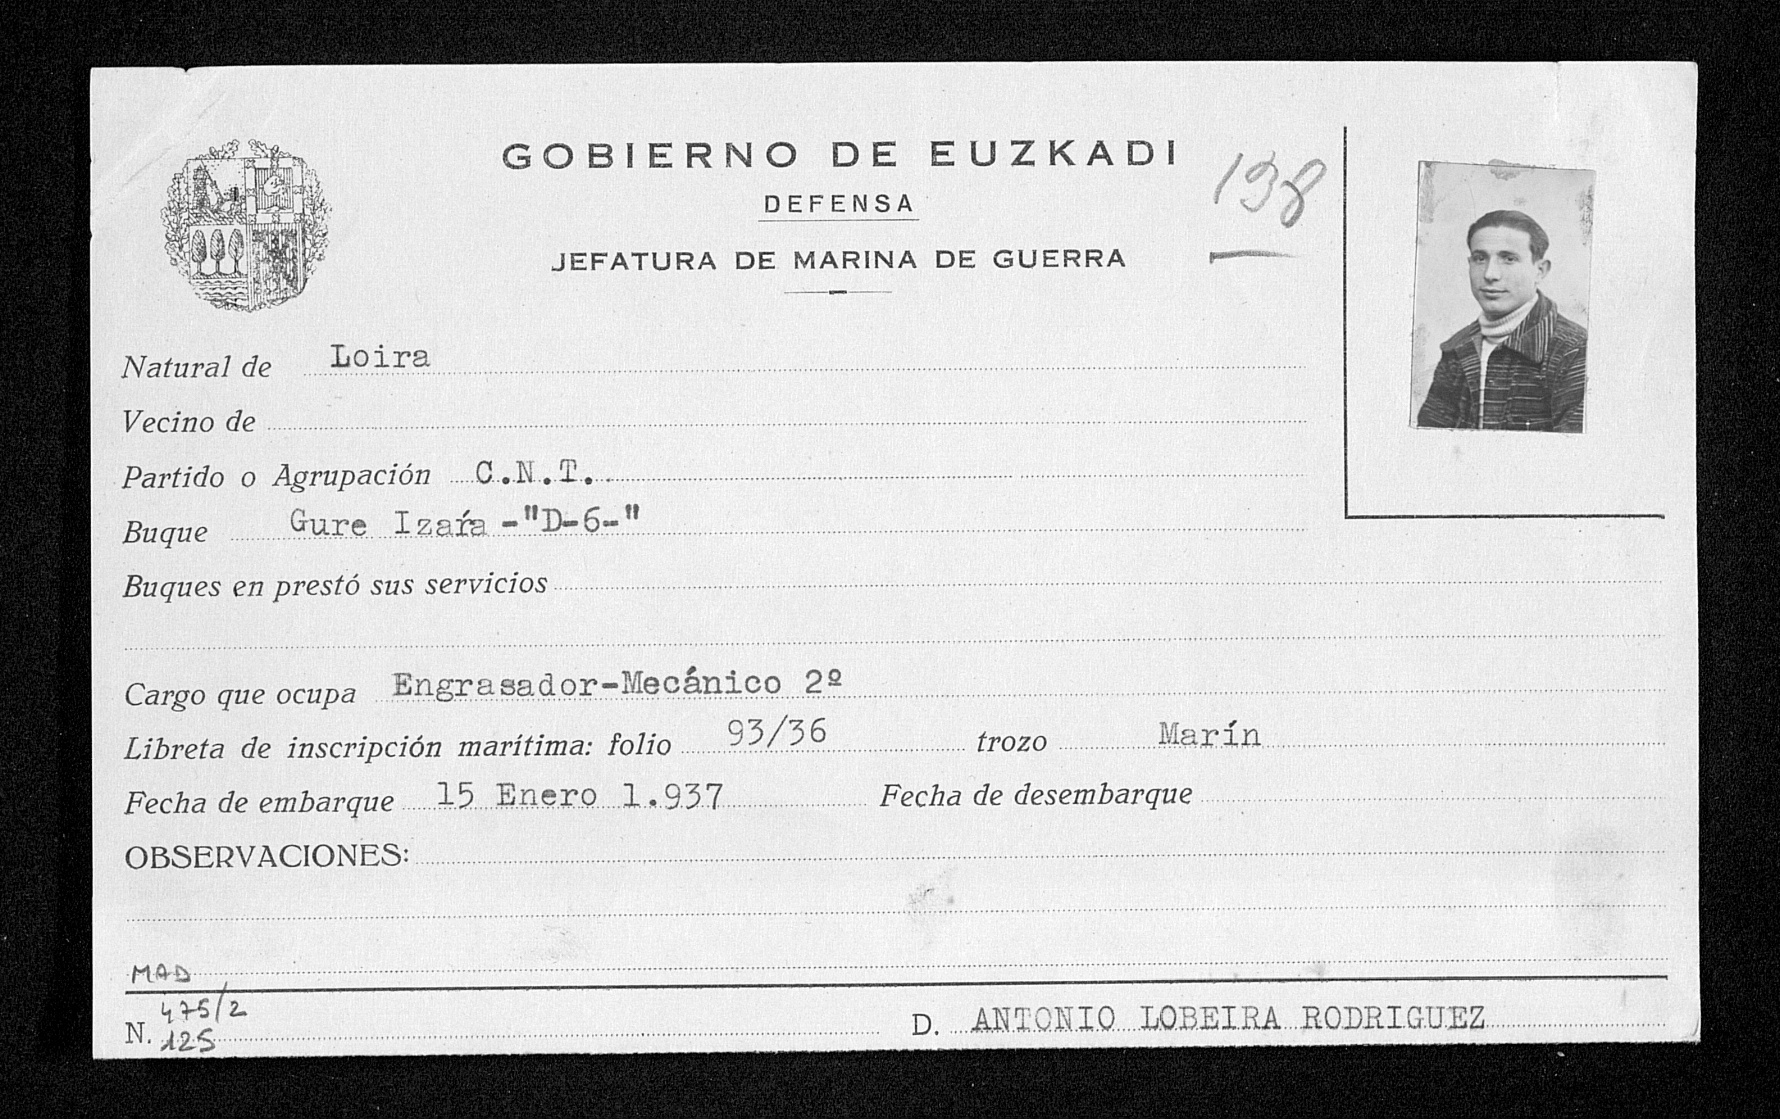 GOBIERNO DE EUZKADI
DEFENSA
JEFATURA DE MARINA DE GUERRA
198
Natural de Loira
Vecino de
Partido o Agrupación C.N.T.
Buque Gure Izaŕa -"D-6-"
Buques en prestó sus servicios
Cargo que ocupa Engrasador-Mecánico 2º
Libreta de inscripción marítima: folio 93/36 trozo Marín
Fecha de embarque 15 Enero 1.937 Fecha de desembarque
OBSERVACIONES:
MAD
475/2
N. 125 D. ANTONIO LOBEIRA RODRIGUEZ